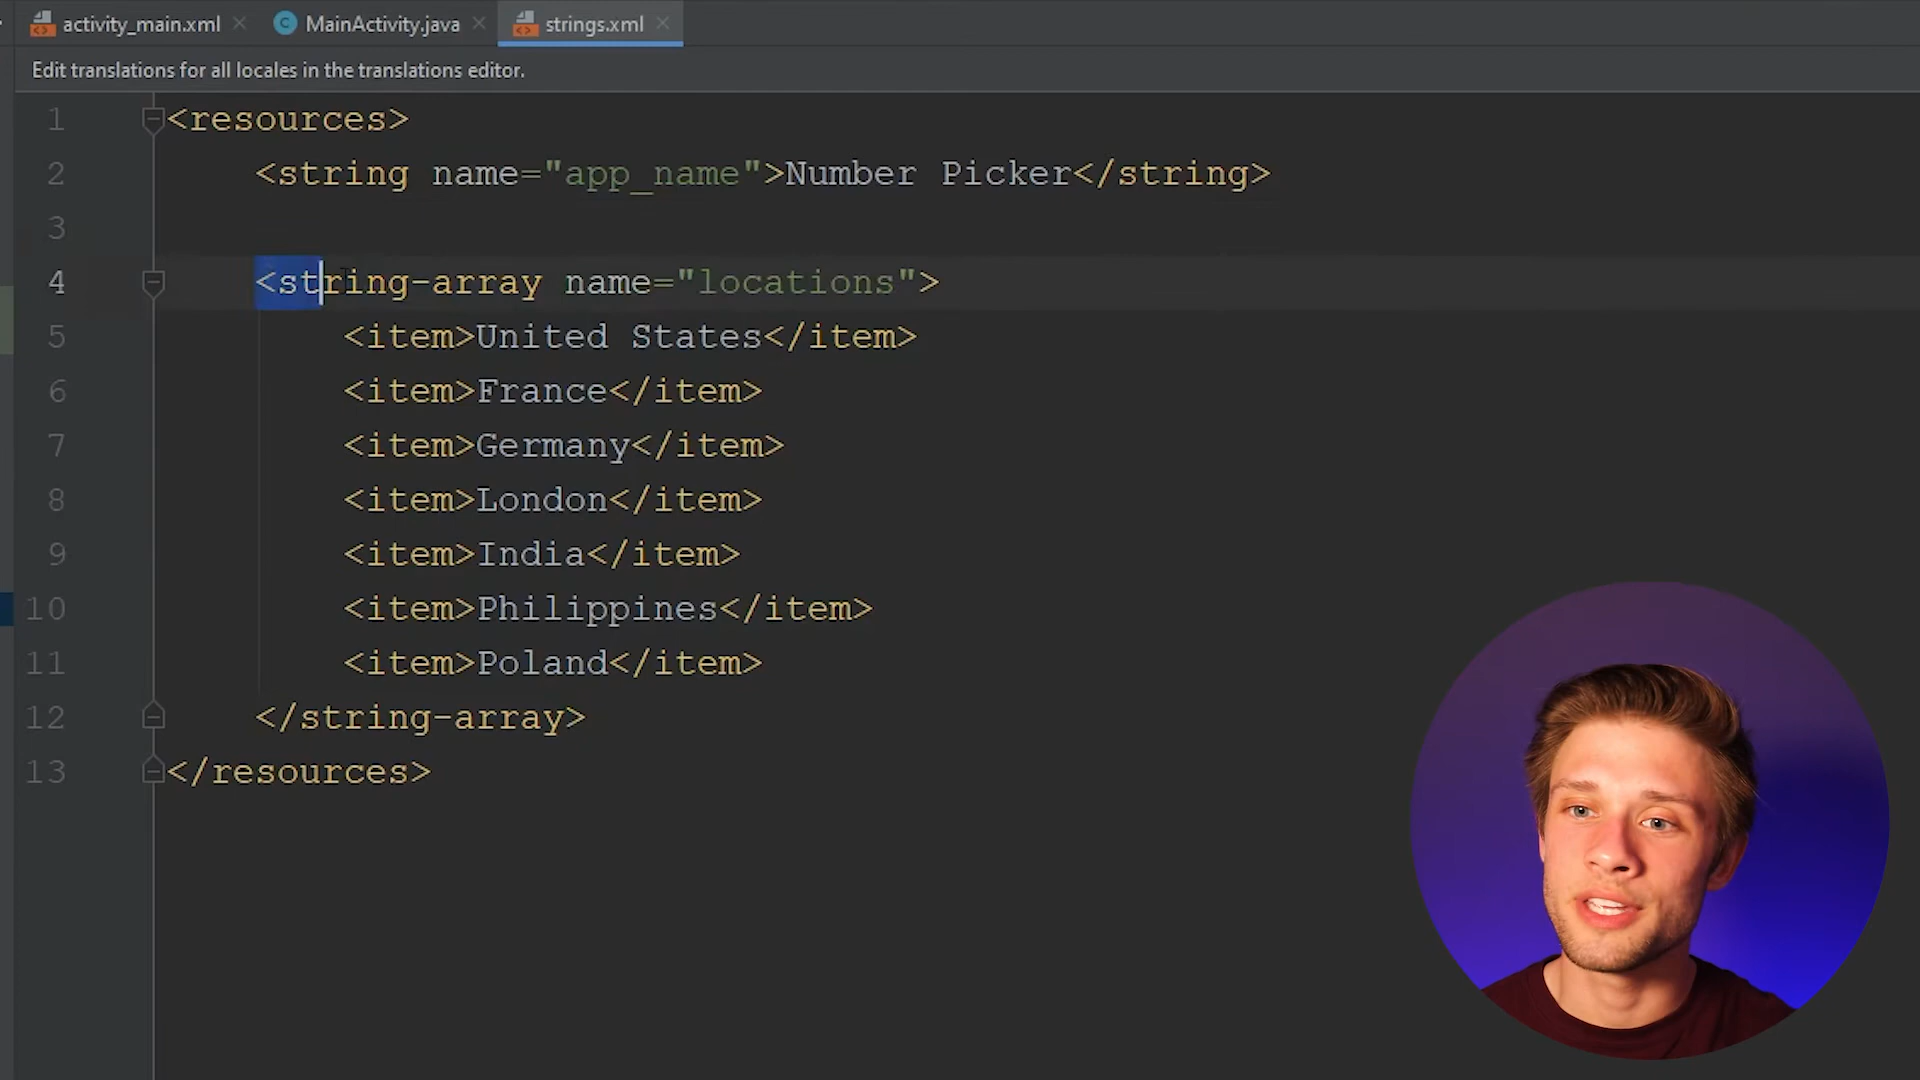 activity_main.xml MainActivity.java strings.xml
Edit translations for all locales in the translations editor.
1 <resources>
2 <string name="app_name">Number Picker</string>
3
4 <string-array name="locations">
5 <item>United States</item>
6 <item>France</item>
7 <item>Germany</item>
8 <item>London</item>
9 <item>India</item>
10 <item>Philippines</item>
11 <item>Poland</item>
12 </string-array>
13 </resources>